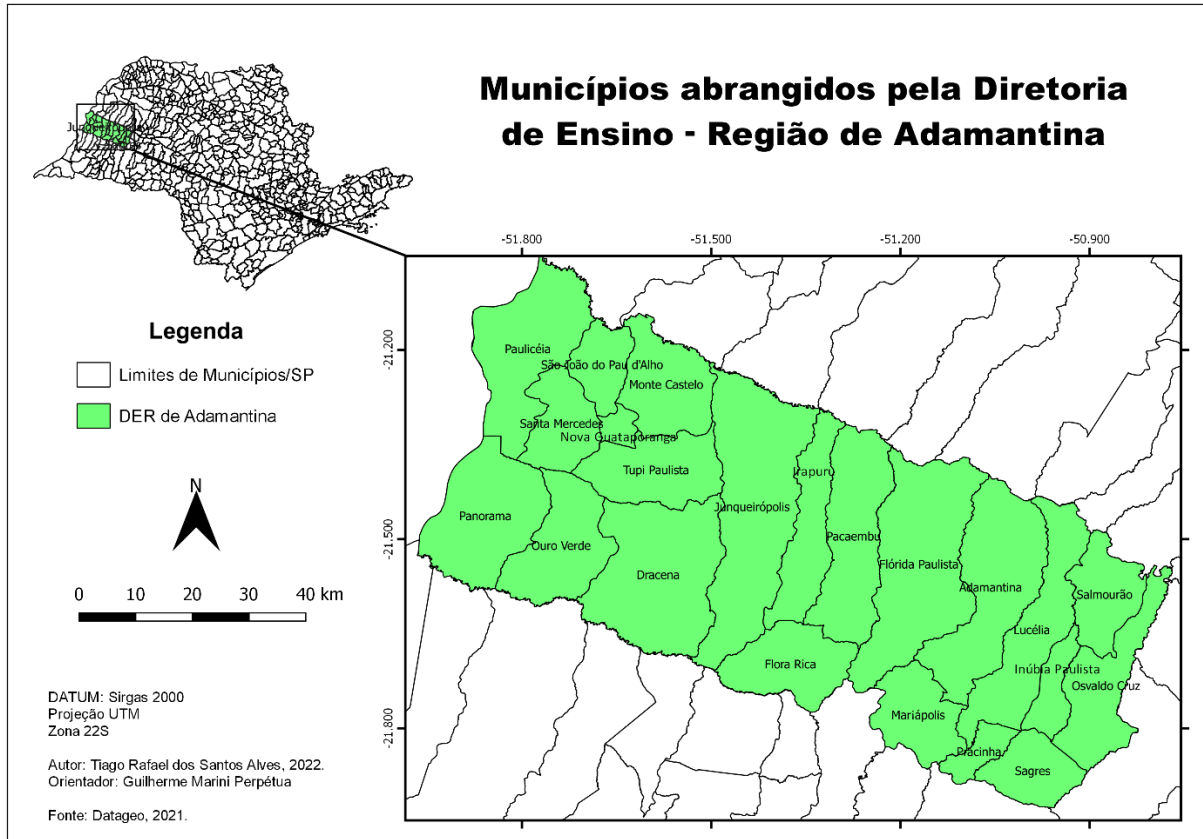 Municípios abrangidos pela Diretoria
de Ensino - Região de Adamantina
Legenda
Limites de Municípios/SP
DER de Adamantina
N
0 10 20 30 40 km
DATUM: Sirgas 2000
Projeção UTM
Zona 22S
Autor: Tiago Rafael dos Santos Alves, 2022.
Orientador: Guilherme Marini Perpétua
Fonte: Datageo, 2021.
-51.800 -51.500 -51.200 -50.900
-21.200
-21.500
-21.800
Paulicéia
São João do Pau d'Alho
Monte Castelo
Santa Mercedes
Nova Guataporanga
Tupi Paulista
Irapuru
Junqueirópolis
Panorama
Pacaembu
Ouro Verde
Flórida Paulista
Dracena
Adamantina
Salmourão
Lucélia
Flora Rica
Inúbia Paulista
Osvaldo Cruz
Mariápolis
Pracinha
Sagres